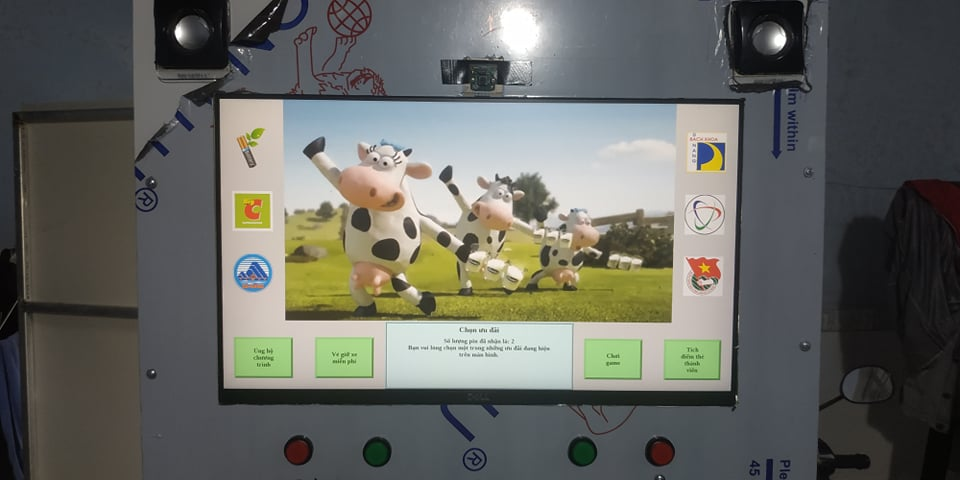 BACH KHOA
DANANG
Chọn ưu đãi
Số lượng pin đã nhận là: 2
Bạn vui lòng chọn một trong những ưu đãi đang hiện
trên màn hình.
Ủng hộ
chương
trình
Vé giữ xe
miễn phí
Chơi
game
Tích
điểm thẻ
thành
viên
DELL
lm within
Ple
45
®
®